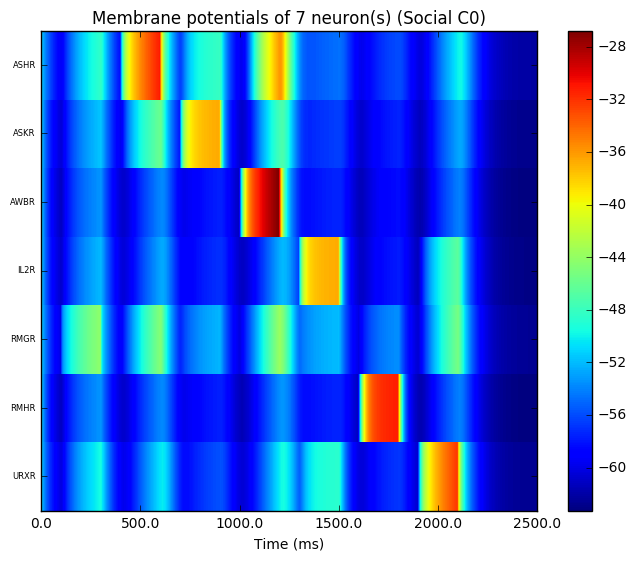 Membrane potentials of 7 neuron(s) (Social C0)
ASHR
ASKR
AWBR
IL2R
RMGR
RMHR
URXR
0.0 500.0 1000.0 1500.0 2000.0 2500.0
Time (ms)
−28
−32
−36
−40
−44
−48
−52
−56
−60